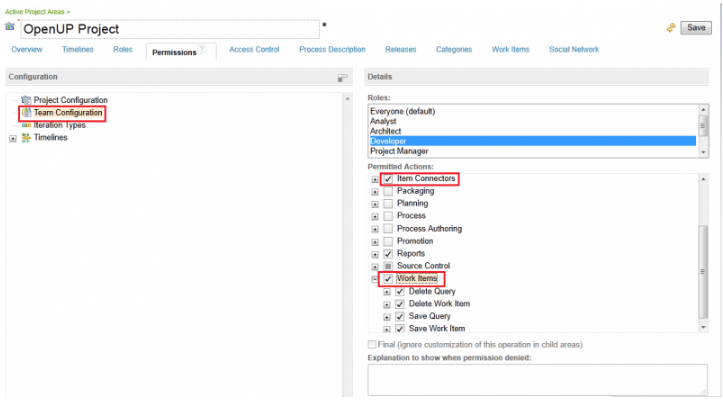 Active Project Areas >
OpenUP Project *
Save
Overview Timelines Roles Permissions ? Access Control Process Description Releases Categories Work Items Social Network
Configuration
Project Configuration
Team Configuration
Iteration Types
Timelines
Details
Roles:
Everyone (default)
Analyst
Architect
Developer
Project Manager
Permitted Actions:
Item Connectors
Packaging
Planning
Process
Process Authoring
Promotion
Reports
Source Control
Work Items
Delete Query
Delete Work Item
Save Query
Save Work Item
Final (ignore customization of this operation in child areas)
Explanation to show when permission denied: